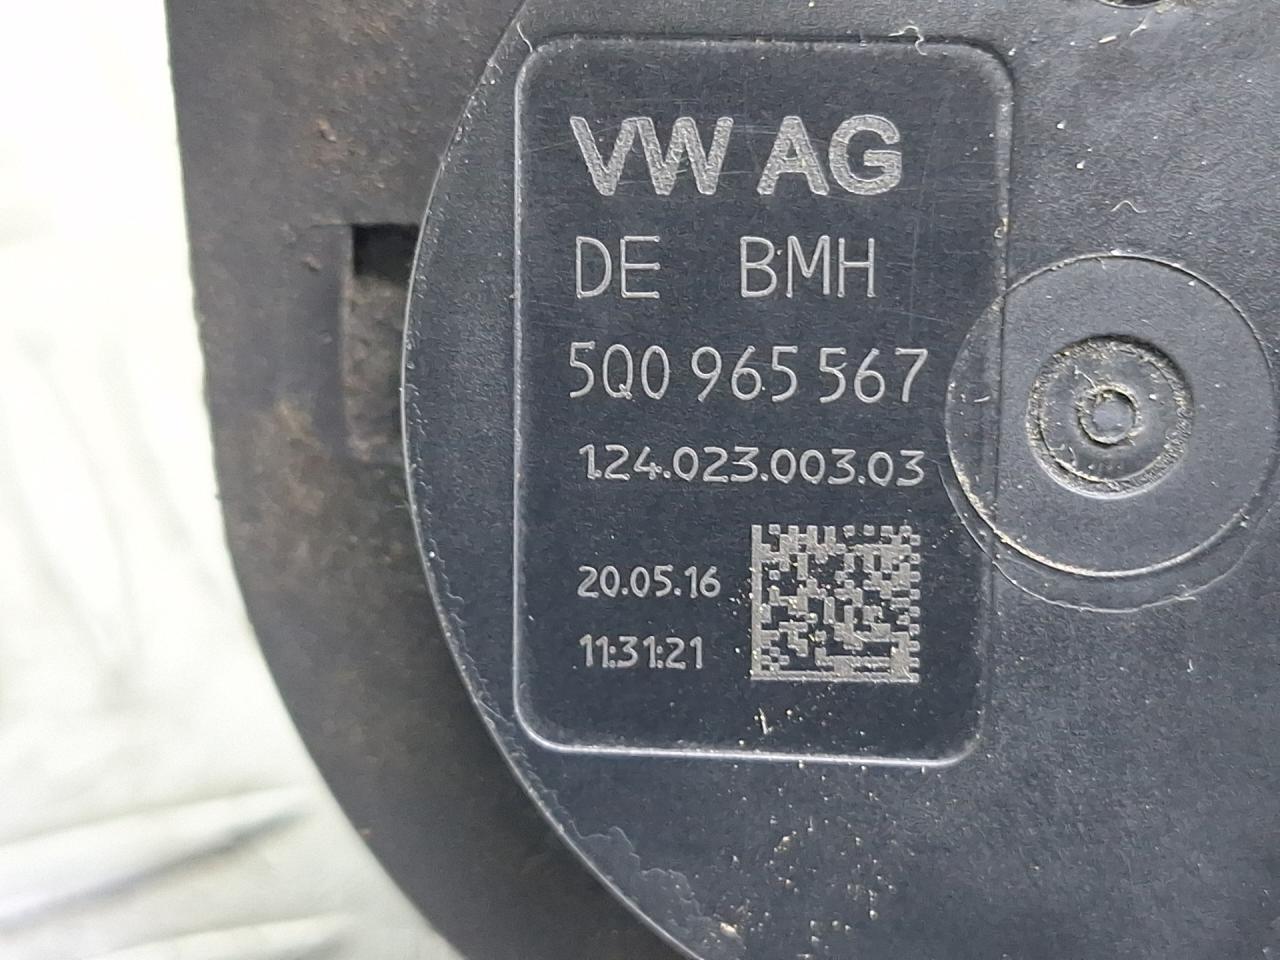 VW AG
DE BMH
5Q0 965 567
124.023.003.03
20.05.16
11:31:21